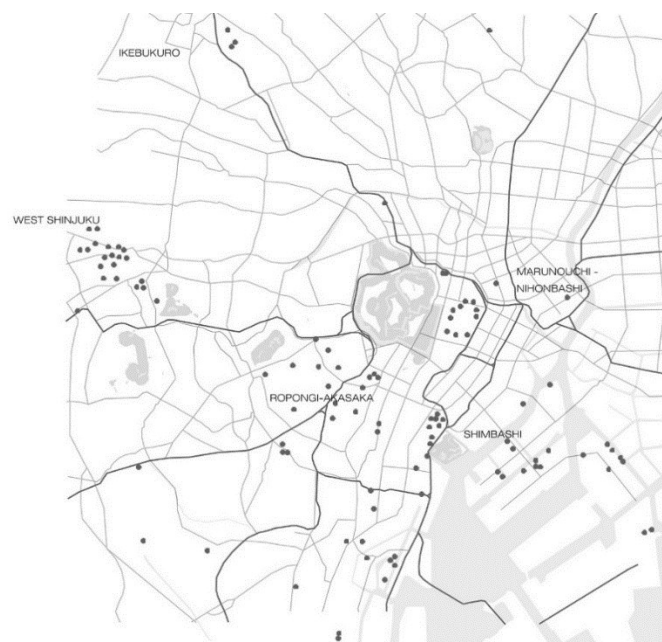 IKEBUKURO
WEST SHINJUKU
MARUNOUCHI -
NIHONBASHI
ROPONGI-AKASAKA
SHIMBASHI